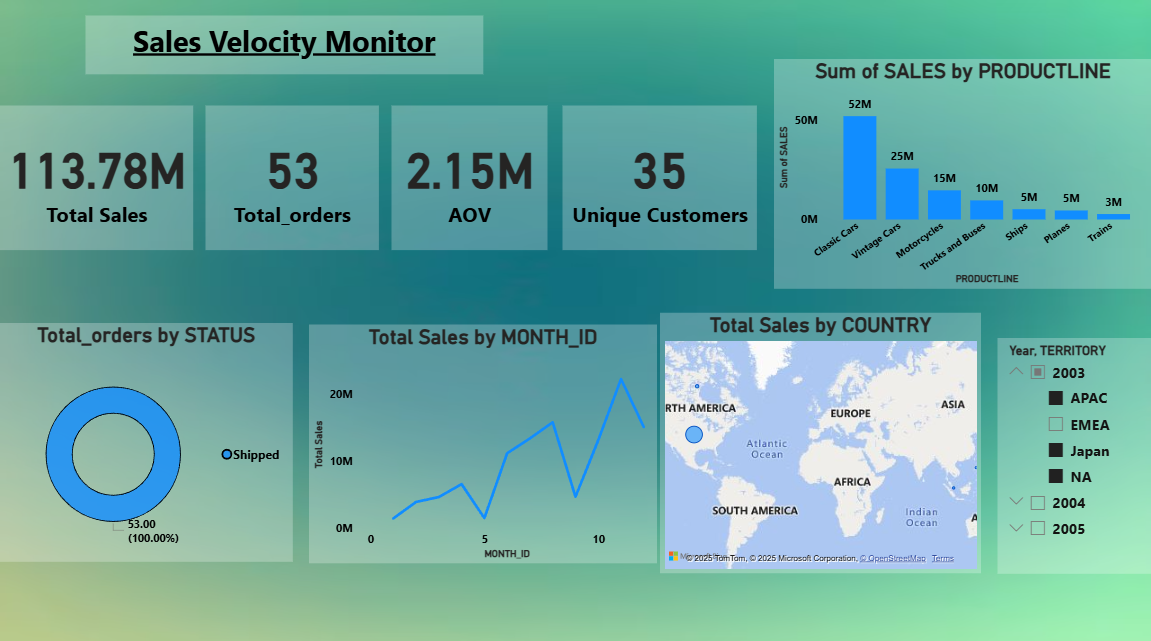 Sales Velocity Monitor
113.78M
Total Sales
53
Total_orders
2.15M
AOV
35
Unique Customers
Sum of SALES by PRODUCTLINE
Sum of SALES
50M
0M
52M
25M
15M
10M
5M
5M
3M
Classic Cars
Vintage Cars
Motorcycles
Trucks and Buses
Ships
Planes
Trains
PRODUCTLINE
Total_orders by STATUS
Shipped
53.00
(100.00%)
Total Sales by MONTH_ID
Total Sales
20M
10M
0M
0
5
10
MONTH_ID
Total Sales by COUNTRY
RTH AMERICA
EUROPE
ASIA
Atlantic
Ocean
AFRICA
SOUTH AMERICA
Indian
Ocean
A
© 2025 TomTom, © 2025 Microsoft Corporation, © OpenStreetMap Terms
Year, TERRITORY
2003
APAC
EMEA
Japan
NA
2004
2005